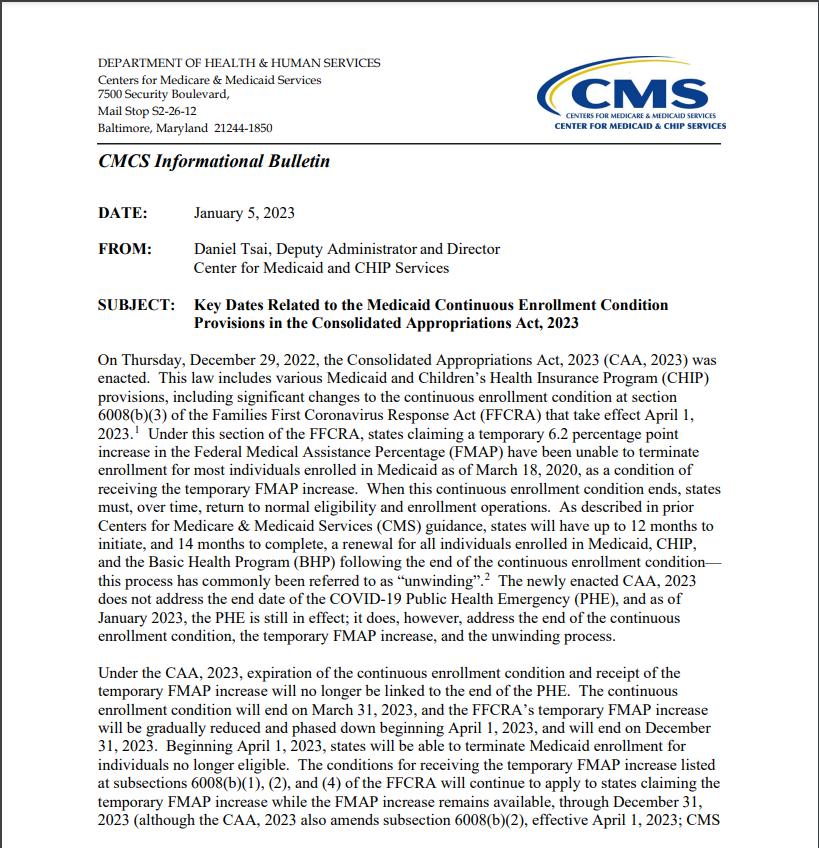 DEPARTMENT OF HEALTH & HUMAN SERVICES
Centers for Medicare & Medicaid Services
7500 Security Boulevard,
Mail Stop S2-26-12
Baltimore, Maryland  21244-1850
CMS
CENTERS FOR MEDICARE & MEDICAID SERVICES
CENTER FOR MEDICAID & CHIP SERVICES
CMCS Informational Bulletin
DATE: January 5, 2023
FROM: Daniel Tsai, Deputy Administrator and Director
Center for Medicaid and CHIP Services
SUBJECT: Key Dates Related to the Medicaid Continuous Enrollment Condition
Provisions in the Consolidated Appropriations Act, 2023
On Thursday, December 29, 2022, the Consolidated Appropriations Act, 2023 (CAA, 2023) was
enacted.  This law includes various Medicaid and Children’s Health Insurance Program (CHIP)
provisions, including significant changes to the continuous enrollment condition at section
6008(b)(3) of the Families First Coronavirus Response Act (FFCRA) that take effect April 1,
2023.¹  Under this section of the FFCRA, states claiming a temporary 6.2 percentage point
increase in the Federal Medical Assistance Percentage (FMAP) have been unable to terminate
enrollment for most individuals enrolled in Medicaid as of March 18, 2020, as a condition of
receiving the temporary FMAP increase.  When this continuous enrollment condition ends, states
must, over time, return to normal eligibility and enrollment operations.  As described in prior
Centers for Medicare & Medicaid Services (CMS) guidance, states will have up to 12 months to
initiate, and 14 months to complete, a renewal for all individuals enrolled in Medicaid, CHIP,
and the Basic Health Program (BHP) following the end of the continuous enrollment condition—
this process has commonly been referred to as “unwinding”.²  The newly enacted CAA, 2023
does not address the end date of the COVID-19 Public Health Emergency (PHE), and as of
January 2023, the PHE is still in effect; it does, however, address the end of the continuous
enrollment condition, the temporary FMAP increase, and the unwinding process.
Under the CAA, 2023, expiration of the continuous enrollment condition and receipt of the
temporary FMAP increase will no longer be linked to the end of the PHE.  The continuous
enrollment condition will end on March 31, 2023, and the FFCRA’s temporary FMAP increase
will be gradually reduced and phased down beginning April 1, 2023, and will end on December
31, 2023.  Beginning April 1, 2023, states will be able to terminate Medicaid enrollment for
individuals no longer eligible.  The conditions for receiving the temporary FMAP increase listed
at subsections 6008(b)(1), (2), and (4) of the FFCRA will continue to apply to states claiming the
temporary FMAP increase while the FMAP increase remains available, through December 31,
2023 (although the CAA, 2023 also amends subsection 6008(b)(2), effective April 1, 2023; CMS